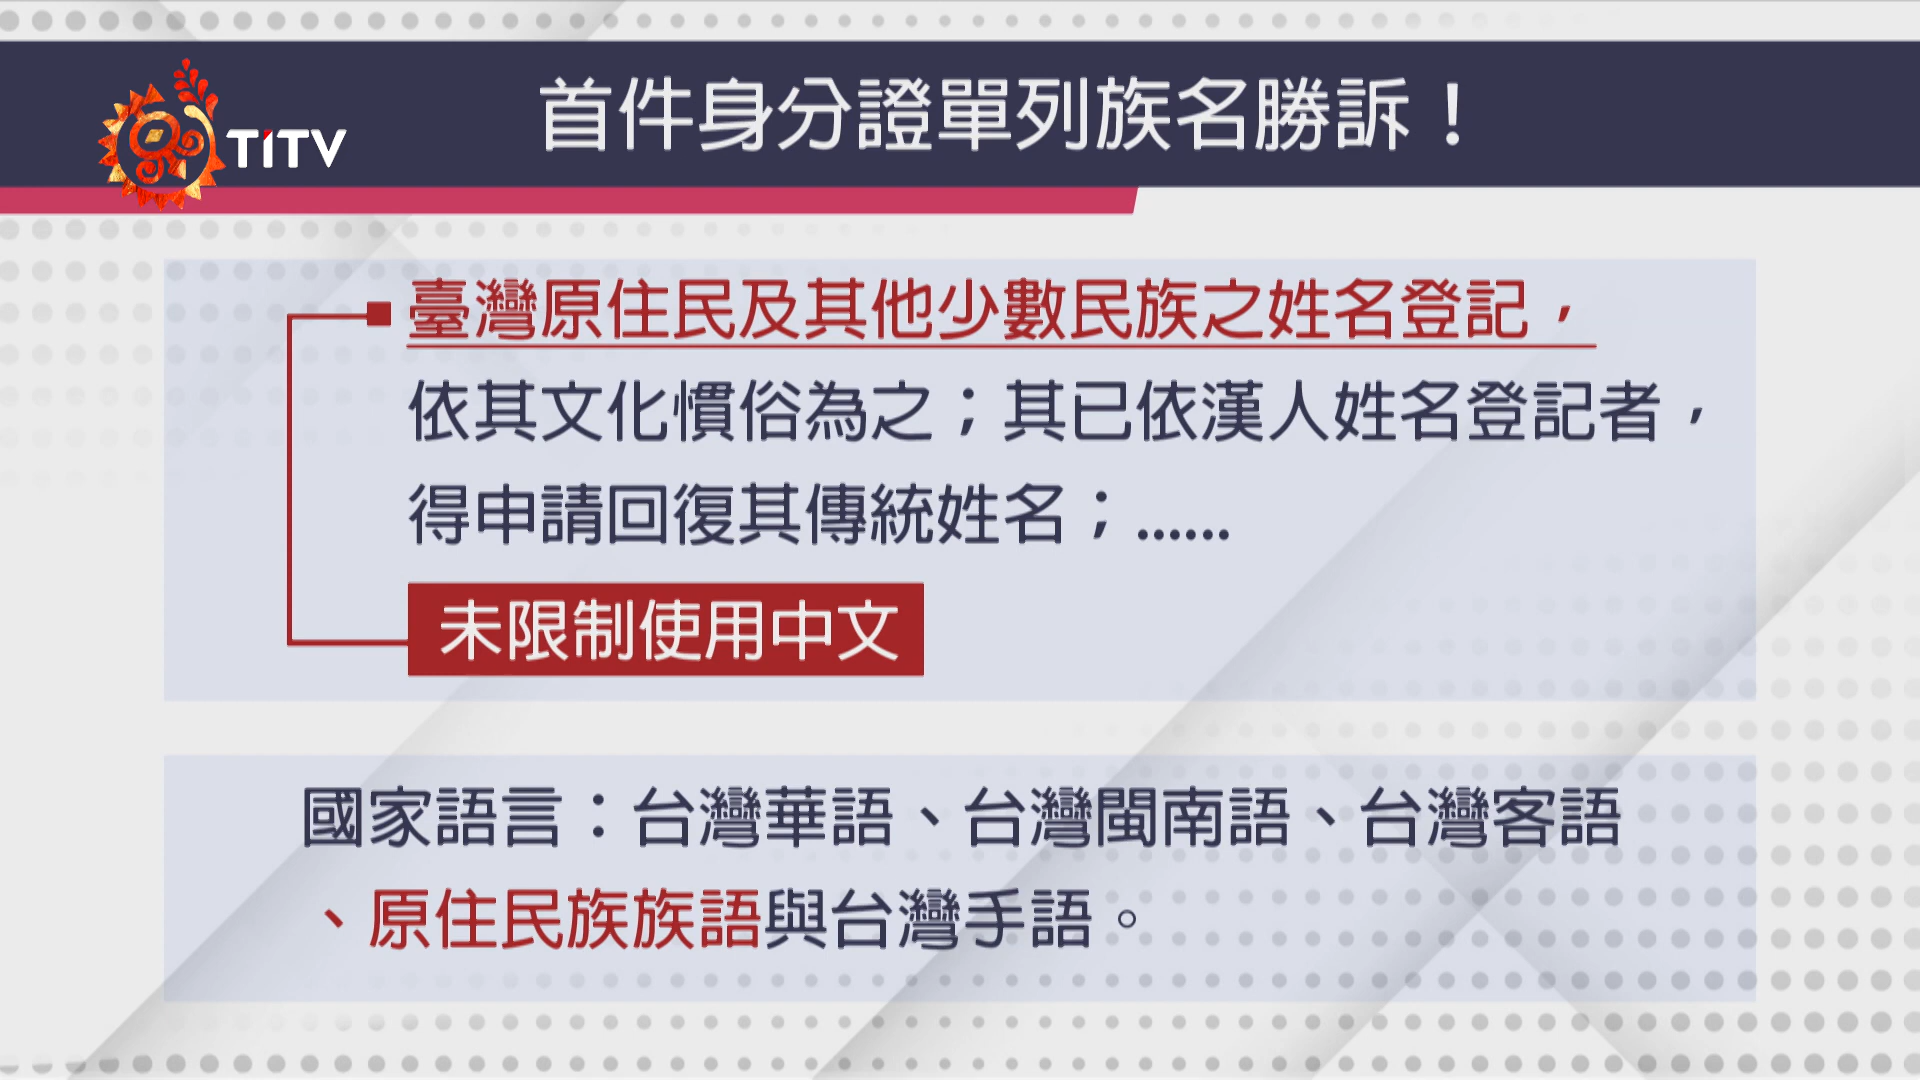 TiTV
首件身分證單列族名勝訴！
臺灣原住民及其他少數民族之姓名登記，
依其文化慣俗為之；其已依漢人姓名登記者，
得申請回復其傳統姓名；......
未限制使用中文
國家語言：台灣華語、台灣閩南語、台灣客語
、原住民族族語與台灣手語。